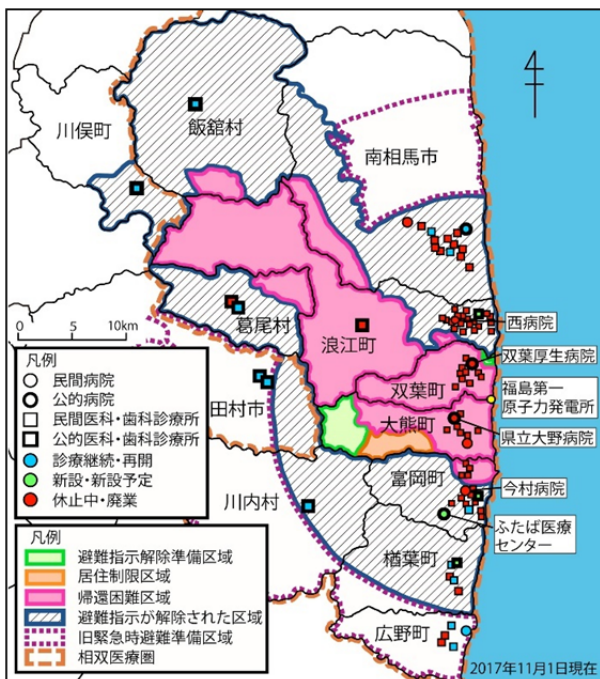 川俣町
飯舘村
南相馬市
葛尾村
浪江町
西病院
双葉厚生病院
双葉町
福島第一
原子力発電所
大熊町
県立大野病院
田村市
富岡町
今村病院
川内村
ふたば医療
センター
楢葉町
広野町
0 5 10km
凡例
民間病院
公的病院
民間医科・歯科診療所
公的医科・歯科診療所
診療継続・再開
新設・新設予定
休止中・廃業
凡例
避難指示解除準備区域
居住制限区域
帰還困難区域
避難指示が解除された区域
旧緊急時避難準備区域
相双医療圏
2017年11月1日現在